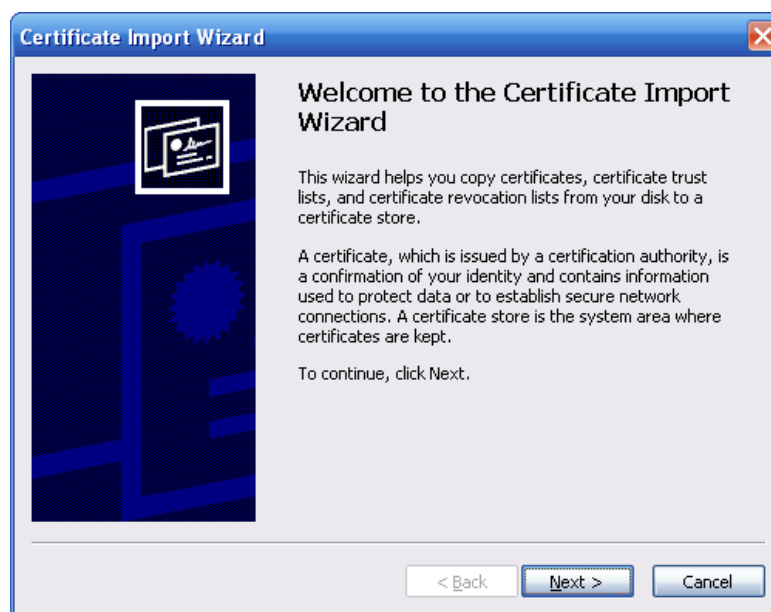 Certificate Import Wizard
Welcome to the Certificate Import
Wizard
This wizard helps you copy certificates, certificate trust
lists, and certificate revocation lists from your disk to a
certificate store.
A certificate, which is issued by a certification authority, is
a confirmation of your identity and contains information
used to protect data or to establish secure network
connections. A certificate store is the system area where
certificates are kept.
To continue, click Next.
< Back
Next >
Cancel